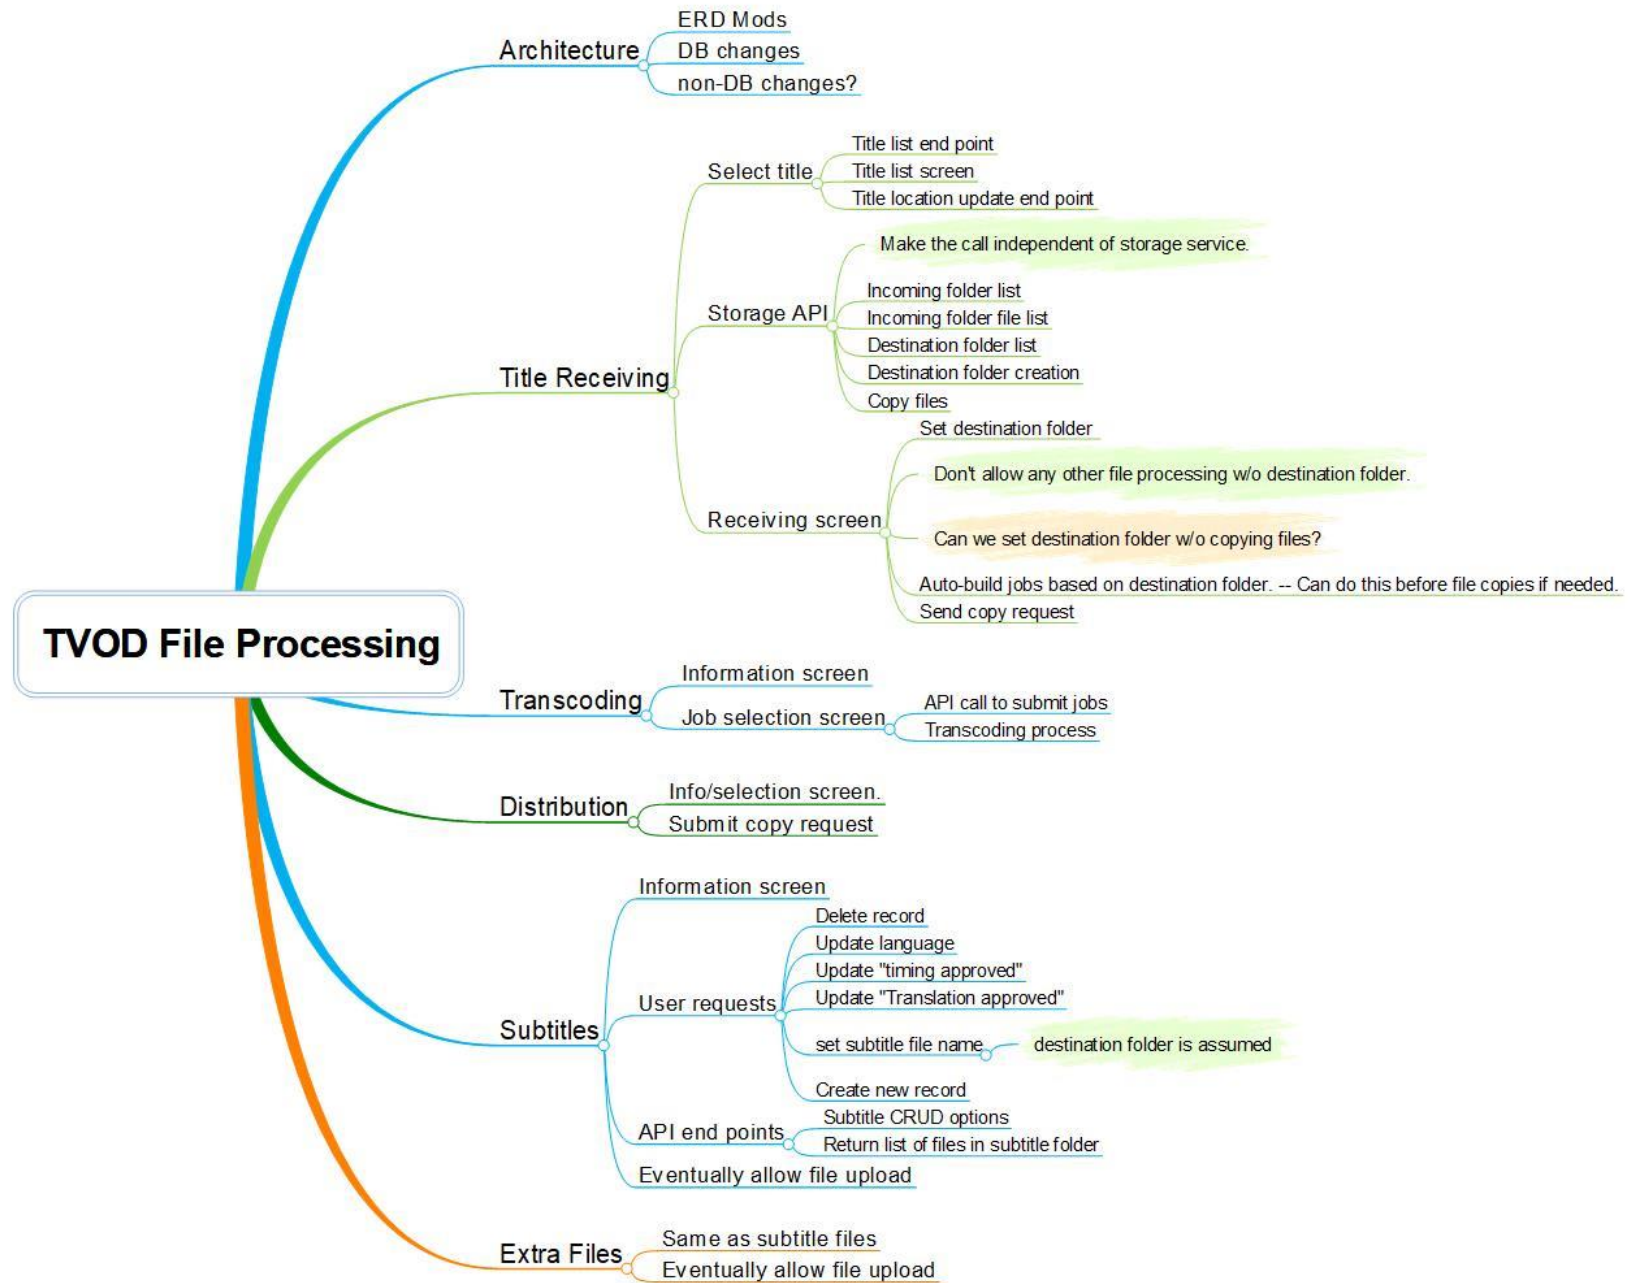 TVOD File Processing
Architecture
ERD Mods
DB changes
non-DB changes?
Title Receiving
Select title
Title list end point
Title list screen
Title location update end point
Storage API
Make the call independent of storage service.
Incoming folder list
Incoming folder file list
Destination folder list
Destination folder creation
Copy files
Receiving screen
Set destination folder
Don't allow any other file processing w/o destination folder.
Can we set destination folder w/o copying files?
Auto-build jobs based on destination folder. -- Can do this before file copies if needed.
Send copy request
Transcoding
Information screen
Job selection screen
API call to submit jobs
Transcoding process
Distribution
Info/selection screen.
Submit copy request
Subtitles
Information screen
User requests
Delete record
Update language
Update "timing approved"
Update "Translation approved"
set subtitle file name
destination folder is assumed
Create new record
API end points
Subtitle CRUD options
Return list of files in subtitle folder
Eventually allow file upload
Extra Files
Same as subtitle files
Eventually allow file upload